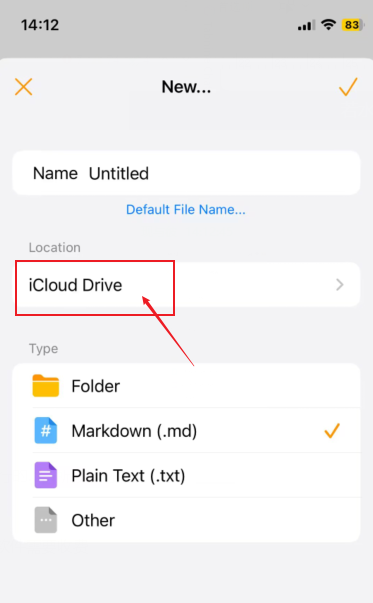 14:12
83
New...
Name Untitled
Default File Name...
Location
iCloud Drive
Type
Folder
# Markdown (.md)
Plain Text (.txt)
Other